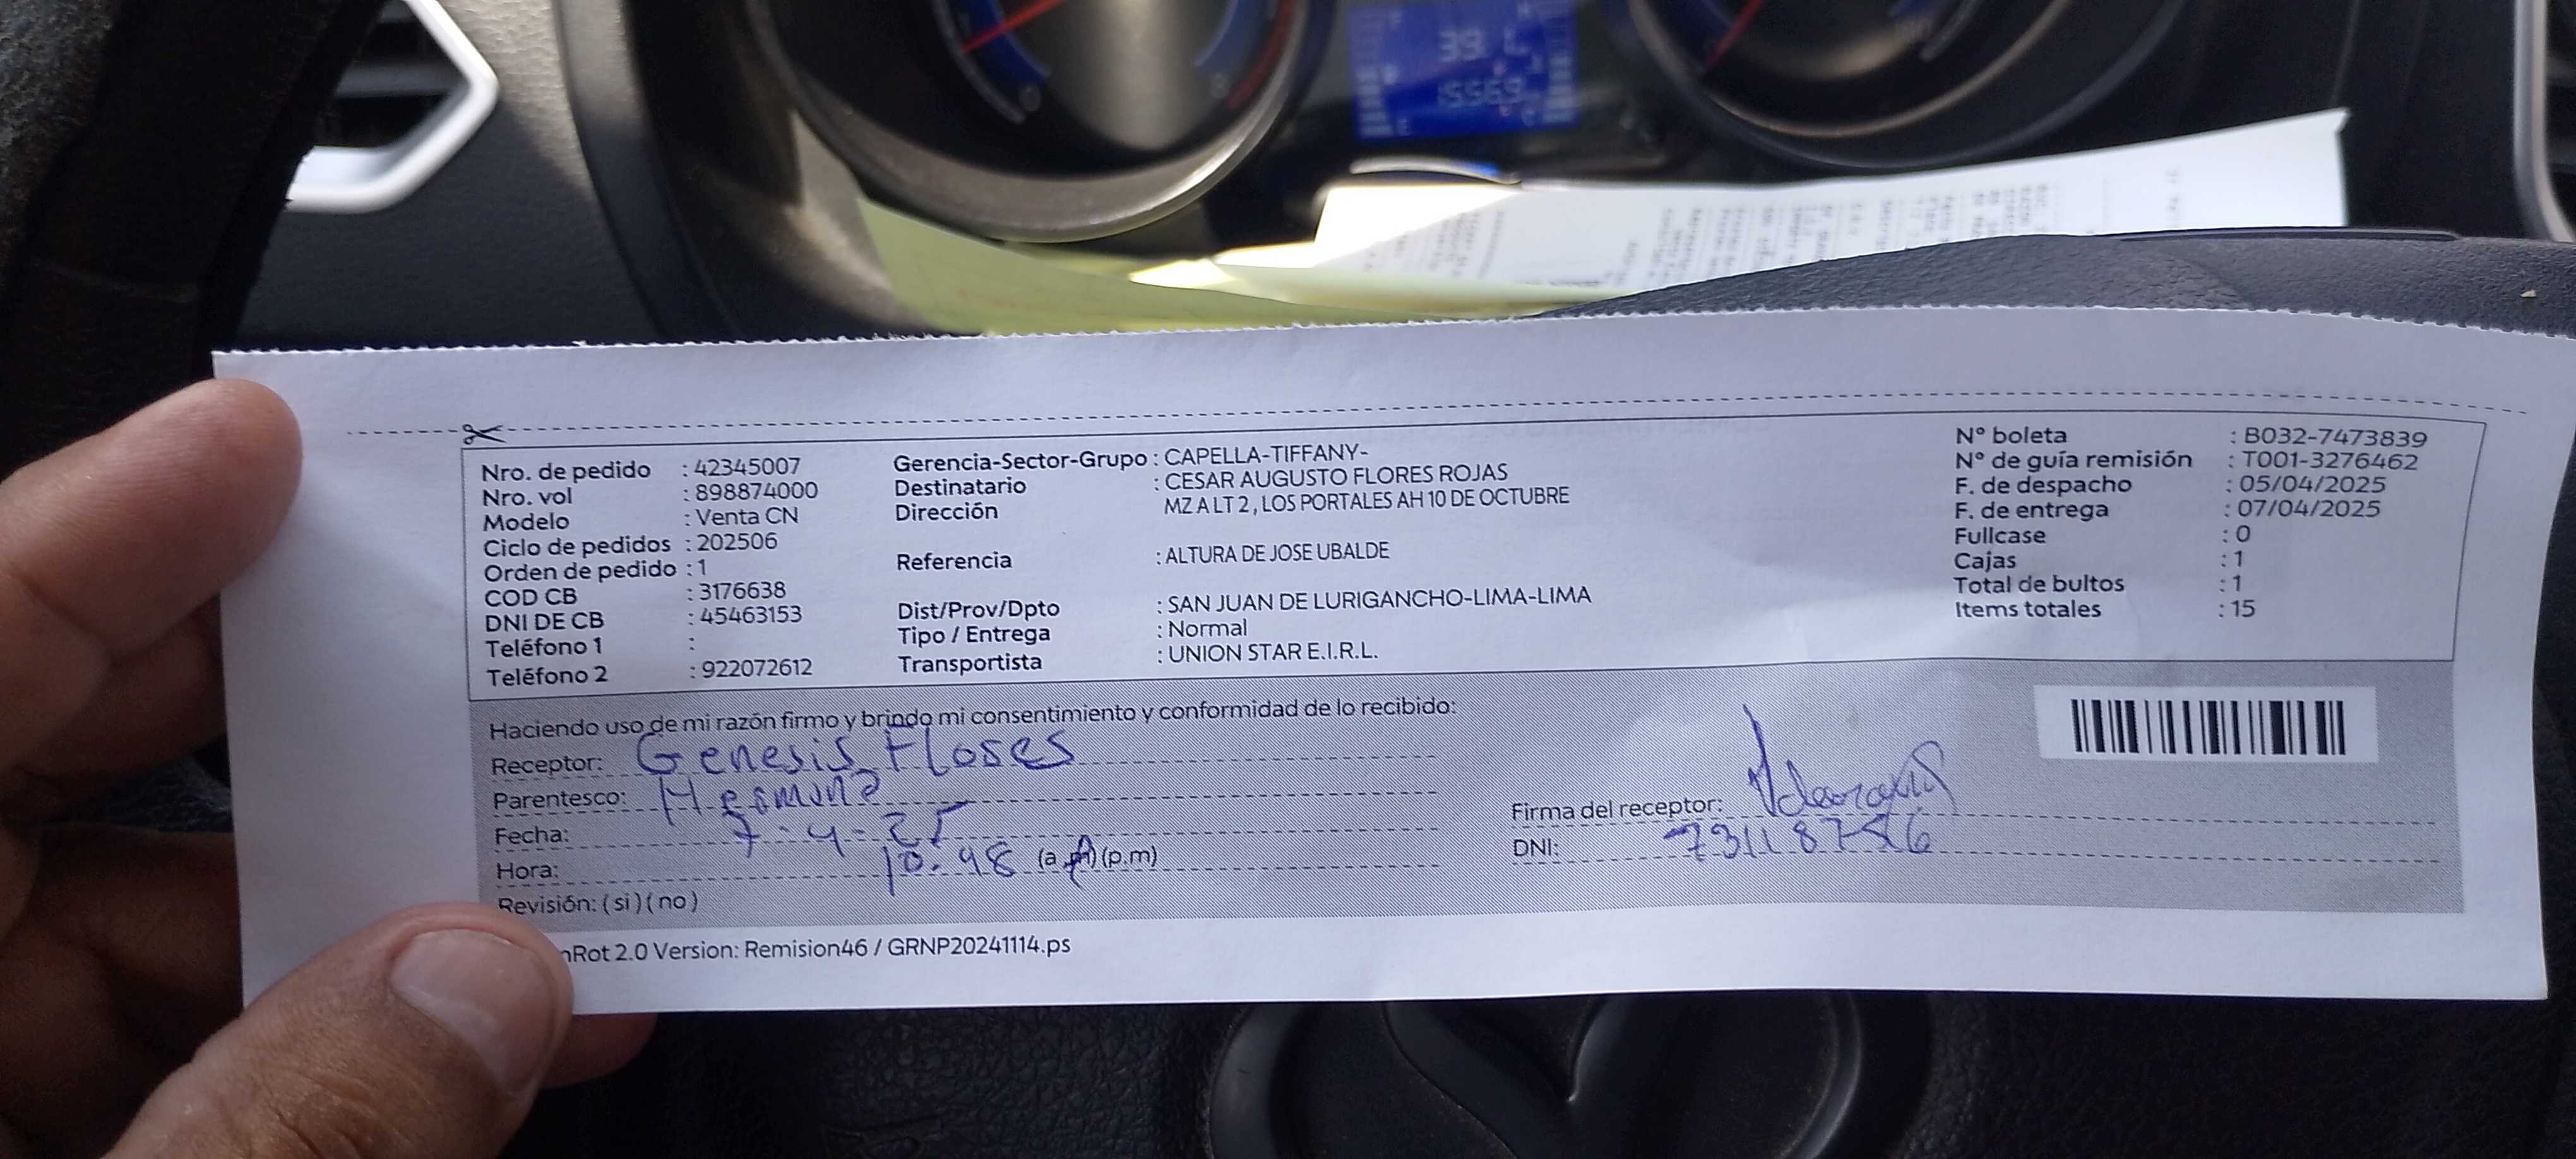 Nro. de pedido : 42345007
Nro. vol : 898874000
Modelo : Venta CN
Ciclo de pedidos : 202506
Orden de pedido : 1
COD CB : 3176638
DNI DE CB : 45463153
Teléfono 1 :
Teléfono 2 : 922072612
Gerencia-Sector-Grupo : CAPELLA-TIFFANY-
Destinatario : CESAR AUGUSTO FLORES ROJAS
Dirección MZ A LT 2 , LOS PORTALES AH 10 DE OCTUBRE
Referencia : ALTURA DE JOSE UBALDE
Dist/Prov/Dpto : SAN JUAN DE LURIGANCHO-LIMA-LIMA
Tipo / Entrega : Normal
Transportista : UNION STAR E.I.R.L.
N° boleta : B032-7473839
N° de guía remisión : T001-3276462
F. de despacho : 05/04/2025
F. de entrega : 07/04/2025
Fullcase : 0
Cajas : 1
Total de bultos : 1
Items totales : 15
Haciendo uso de mi razón firmo y brindo mi consentimiento y conformidad de lo recibido:
Receptor: Genesis Flores
Parentesco: Hermana
Fecha: 7-4-25
Hora: 10.48 (a.m) (p.m)
Revisión: ( si ) ( no )
Firma del receptor:
DNI:
Rot 2.0 Version: Remision46 / GRNP20241114.ps